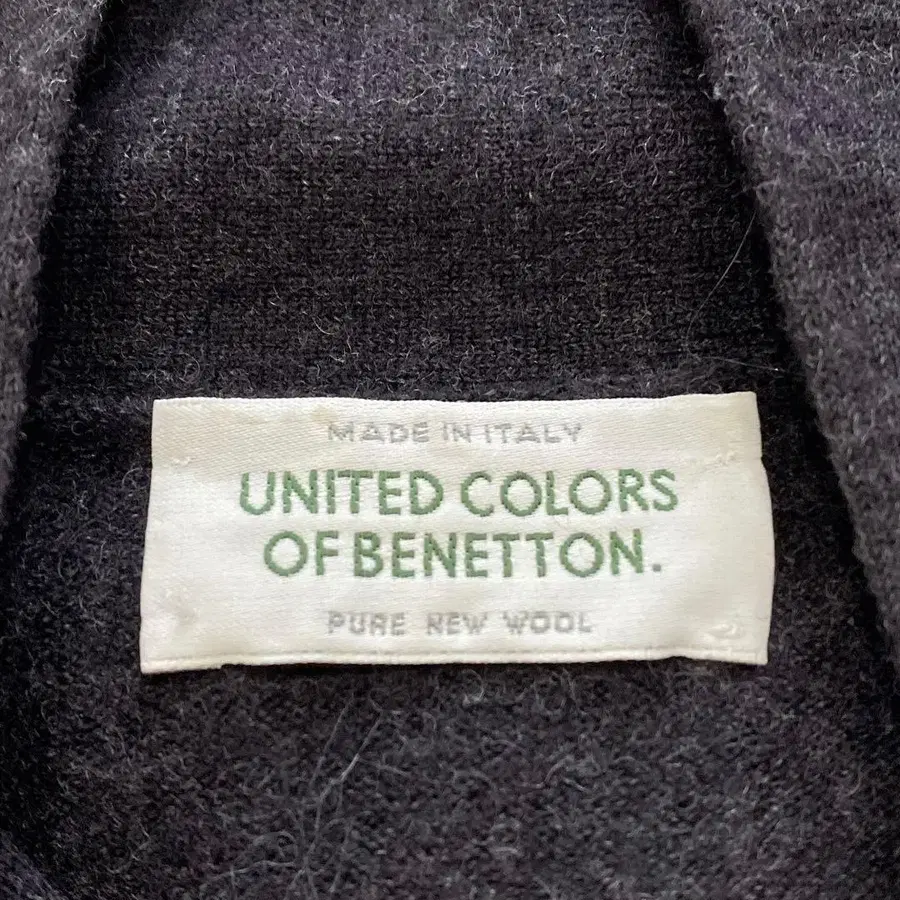 MADE IN ITALY
UNITED COLORS
OF BENETTON.
PURE NEW WOOL